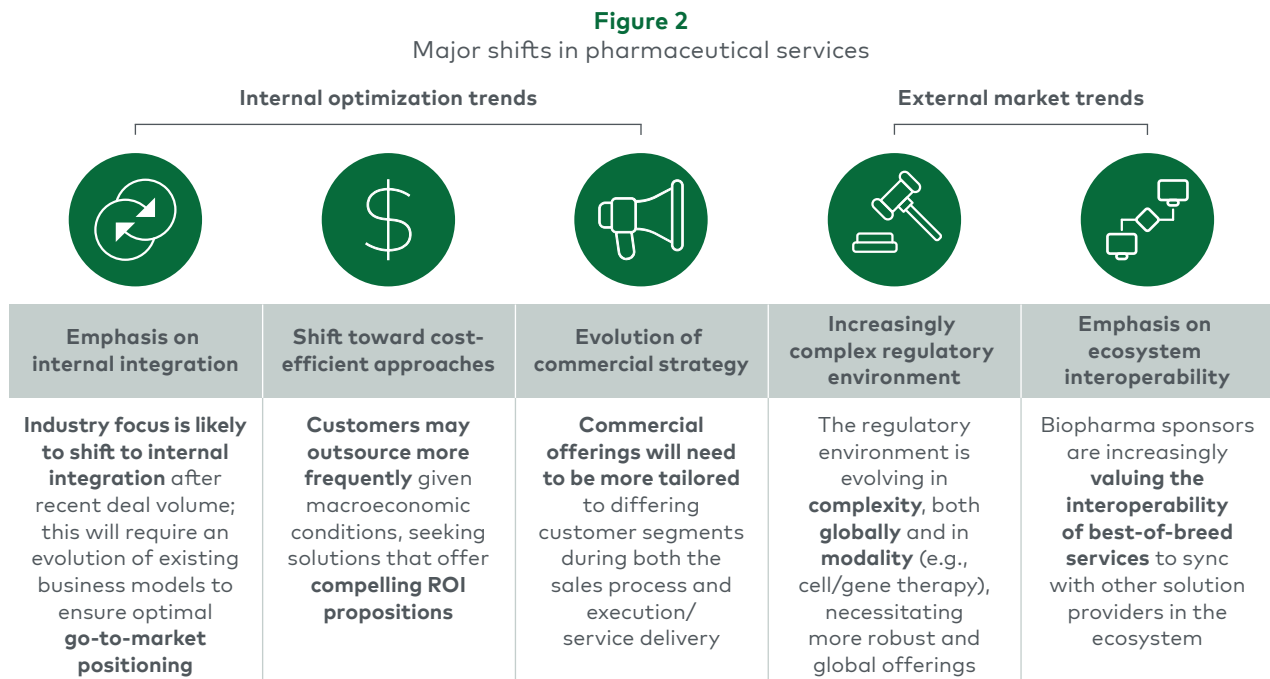 Figure 2
Major shifts in pharmaceutical services
Internal optimization trends
External market trends
Emphasis on
internal integration
Industry focus is likely
to shift to internal
integration after
recent deal volume;
this will require an
evolution of existing
business models to
ensure optimal
go-to-market
positioning
Shift toward cost-
efficient approaches
Customers may
outsource more
frequently given
macroeconomic
conditions, seeking
solutions that offer
compelling ROI
propositions
Evolution of
commercial strategy
Commercial
offerings will need
to be more tailored
to differing
customer segments
during both the
sales process and
execution/
service delivery
Increasingly
complex regulatory
environment
The regulatory
environment is
evolving in
complexity, both
globally and in
modality (e.g.,
cell/gene therapy),
necessitating
more robust and
global offerings
Emphasis on
ecosystem
interoperability
Biopharma sponsors
are increasingly
valuing the
interoperability
of best-of-breed
services to sync
with other solution
providers in the
ecosystem